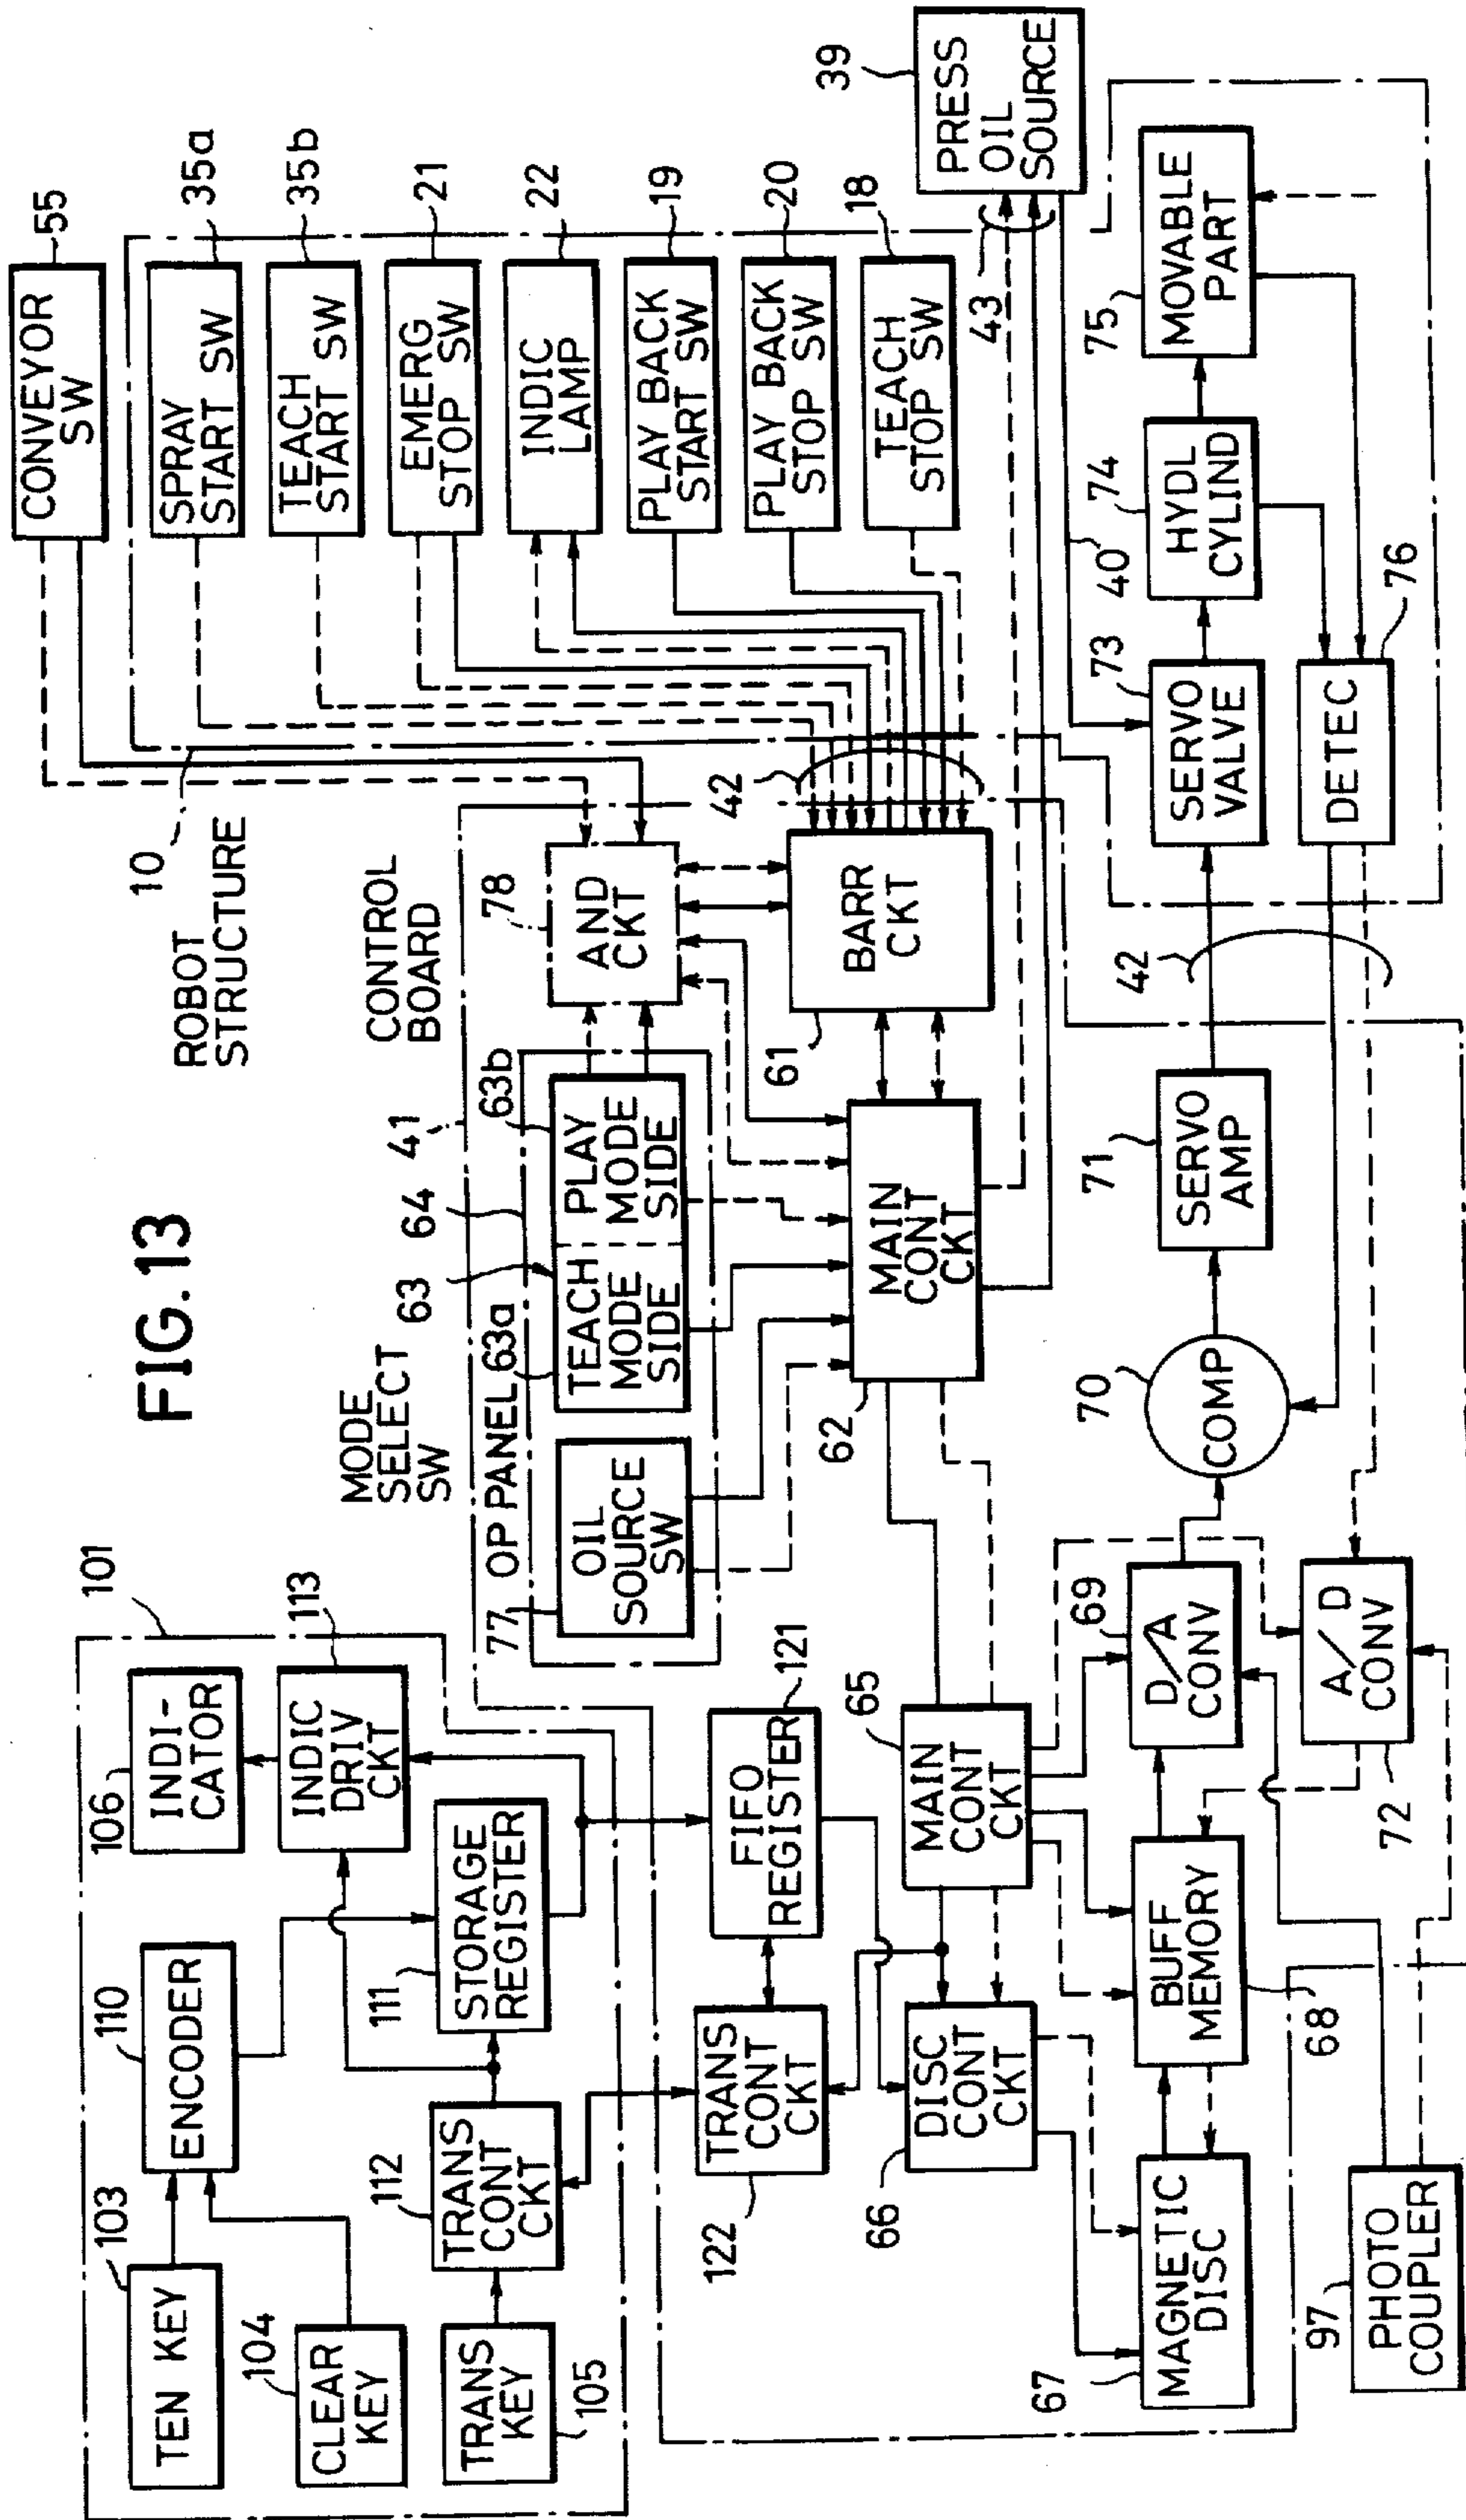 FIG.13
101
106
INDI-
CATOR
113
INDIC
DRIV
CKT
103
TEN KEY
104
CLEAR
KEY
TRANS
KEY
105
110
ENCODER
111
STORAGE
REGISTER
112
TRANS
CONT
CKT
121
FIFO
REGISTER
122
TRANS
CONT
CKT
MODE
SELECT
SW
63
64
41
CONTROL
BOARD
ROBOT
STRUCTURE
10
77
OP PANEL
63a
63b
OIL
SOURCE
SW
TEACH
MODE
SIDE
PLAY
MODE
SIDE
78
AND
CKT
62
MAIN
CONT
CKT
61
BARR
CKT
42
55
CONVEYOR
SW
35a
SPRAY
START SW
35b
TEACH
START SW
21
EMERG
STOP SW
22
INDIC
LAMP
19
PLAY BACK
START SW
20
PLAY BACK
STOP SW
18
TEACH
STOP SW
39
PRESS
OIL
SOURCE
43
40
65
MAIN
CONT
CKT
66
DISC
CONT
CKT
67
MAGNETIC
DISC
68
BUFF
MEMORY
69
D/A
CONV
72
A/D
CONV
70
COMP
71
SERVO
AMP
42
73
SERVO
VALVE
74
HYDL
CYLIND
75
MOVABLE
PART
76
DETEC
97
PHOTO
COUPLER